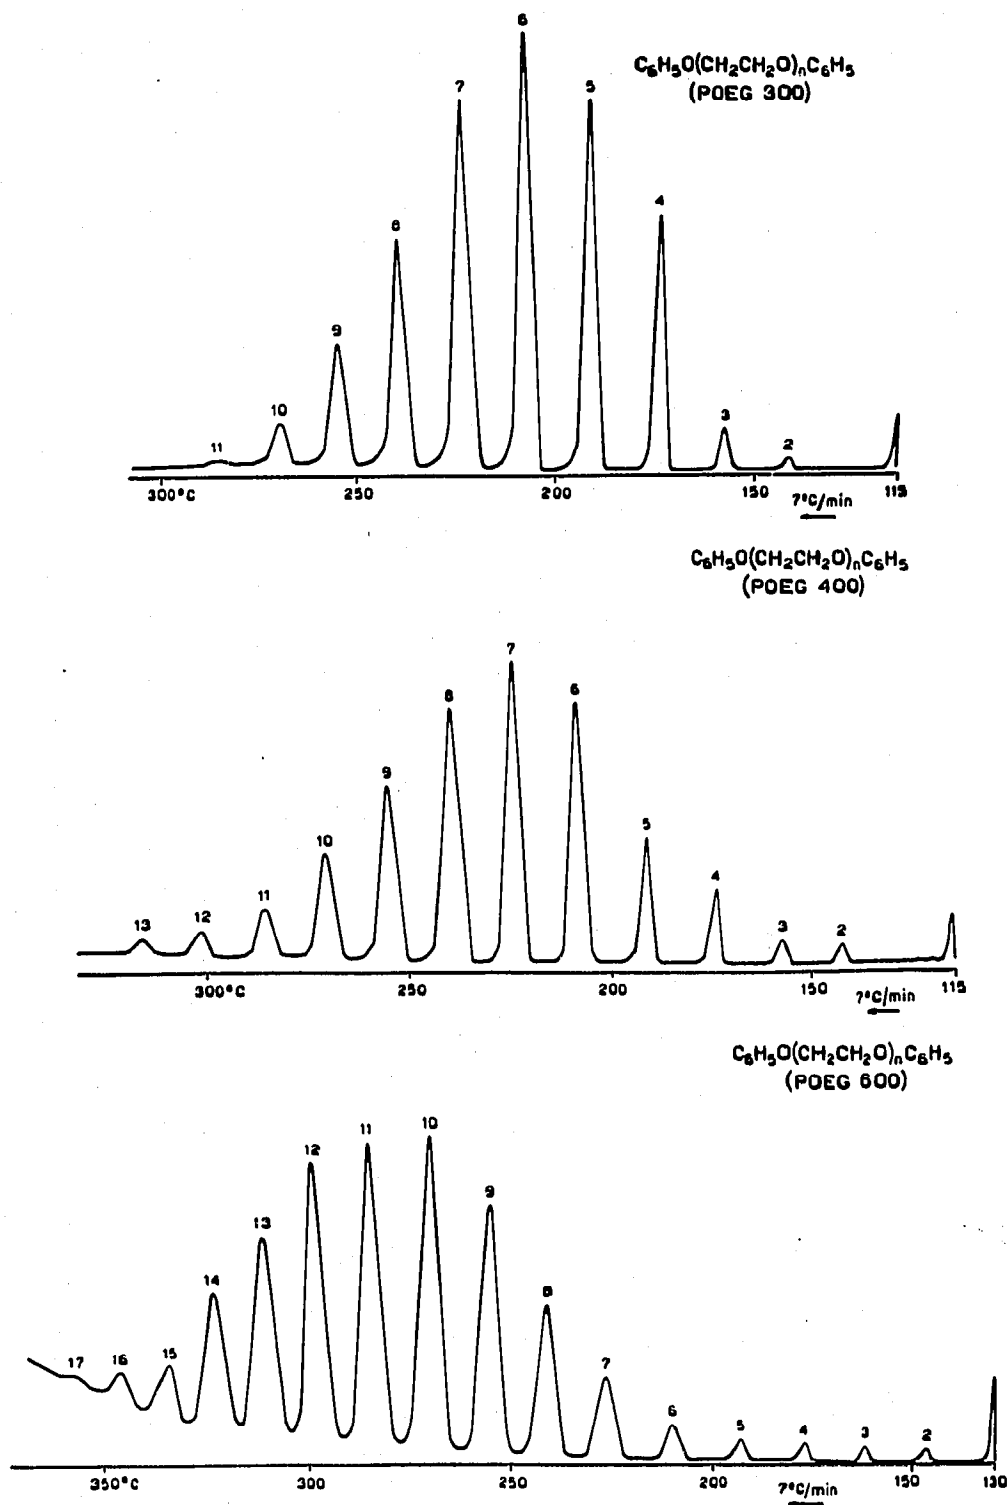 C₆H₅O(CH₂CH₂O)ₙC₆H₅
(POEG 300)
6
7
5
4
8
9
10
3
11
2
300°C 250 200 150 115
7°C/min
C₆H₅O(CH₂CH₂O)ₙC₆H₅
(POEG 400)
7
8
6
9
5
10
4
11
13 12 3 2
300°C 250 200 150 115
7°C/min
C₆H₅O(CH₂CH₂O)ₙC₆H₅
(POEG 600)
12 11 10
9
13
14
8
17 16 15
7
6 5 4 3 2
350°C 300 250 200 150 130
7°C/min